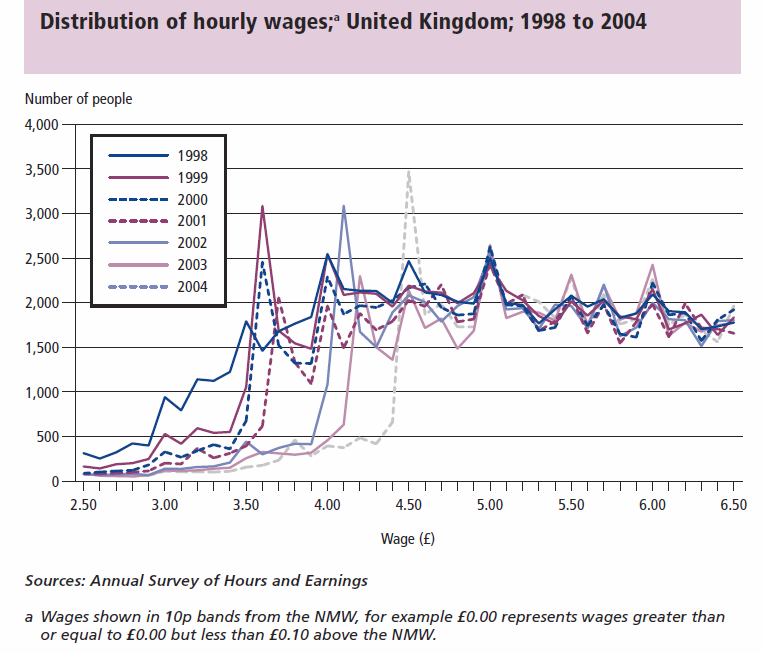 Distribution of hourly wages;a United Kingdom; 1998 to 2004
Number of people
4,000
3,500
3,000
2,500
2,000
1,500
1,000
500
0
1998
1999
2000
2001
2002
2003
2004
2.50 3.00 3.50 4.00 4.50 5.00 5.50 6.00 6.50
Wage (£)
Sources: Annual Survey of Hours and Earnings
a Wages shown in 10p bands from the NMW, for example £0.00 represents wages greater than
or equal to £0.00 but less than £0.10 above the NMW.